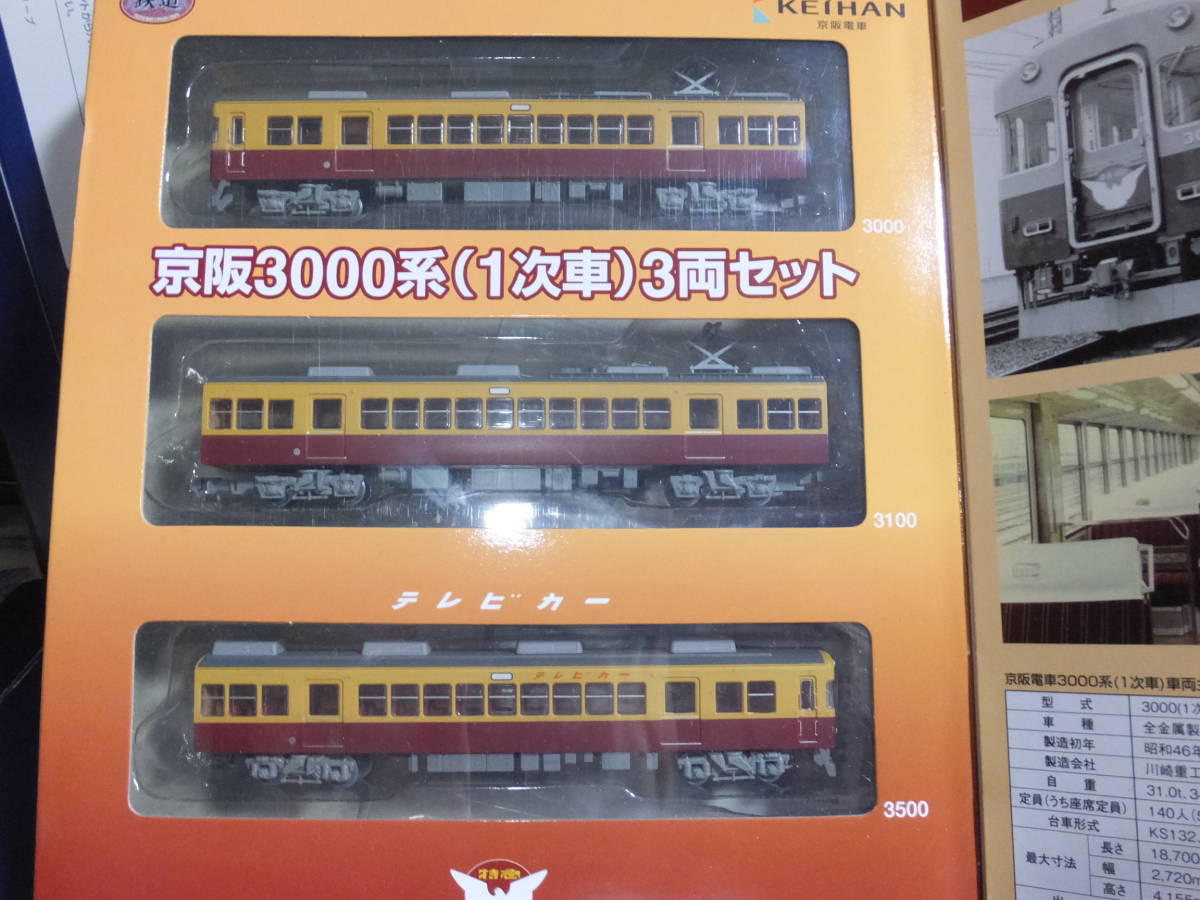 鉄道
KEIHAN
京阪電車
3000
京阪3000系(1次車)3両セット
3100
テレビカー
テレビカー
3500
京阪電車3000系(1次車)車両
型 式
3000(1次
車 種
全金属製
製造初年
昭和46年
製造会社
川崎重工
自 重
31.0t、3
定員(うち座席定員)
140人(
台車形式
KS132
最大寸法
長さ
18,700
幅
2,720m
高さ
4,155